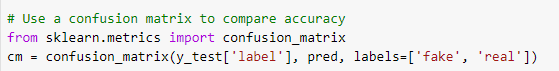 # Use a confusion matrix to compare accuracy
from sklearn.metrics import confusion_matrix
cm = confusion_matrix(y_test['label'], pred, labels=['fake', 'real'])